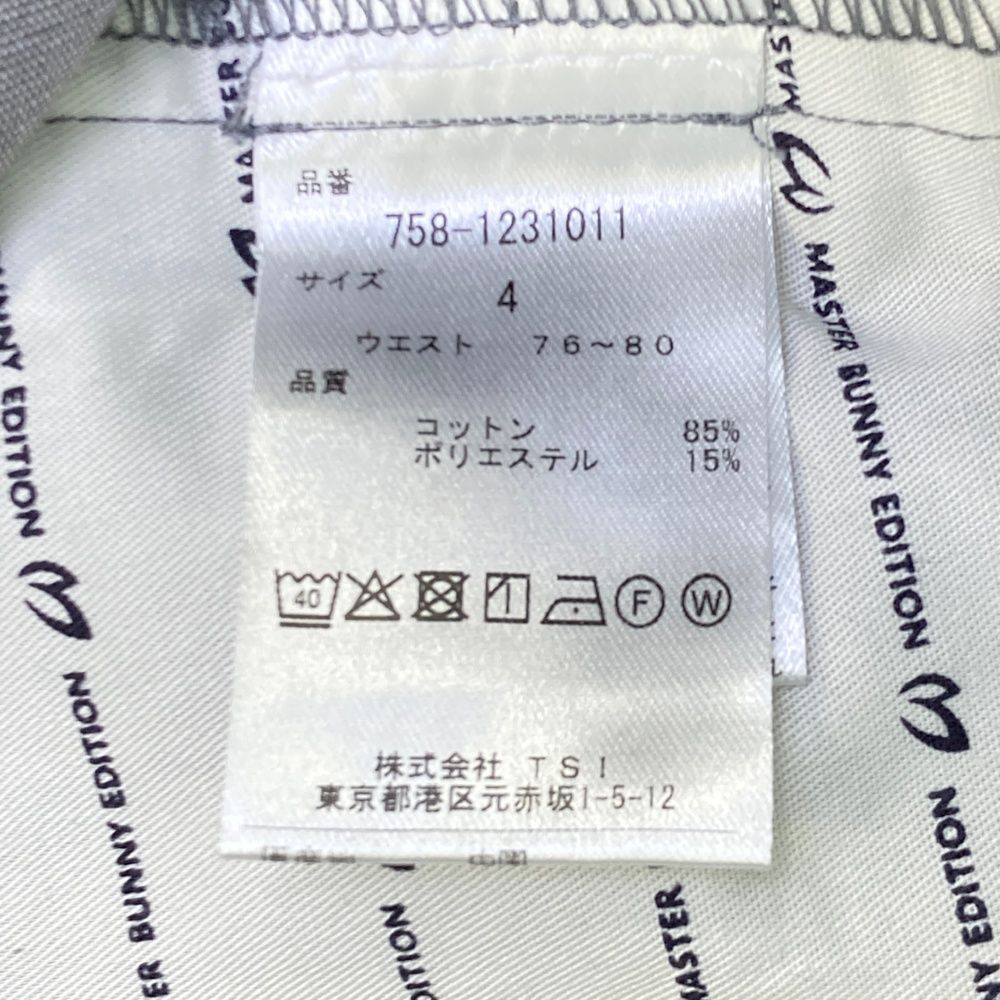 品番
758-1231011
サイズ
4
ウエスト 76～80
品質
コットン 85%
ポリエステル 15%
40
F
W
株式会社 TSI
東京都港区元赤坂1-5-12
MASTER
BUNNY EDITION
BUNNY EDITION
MASTER BUNNY EDITION
EDITION
MASTER
EDITION